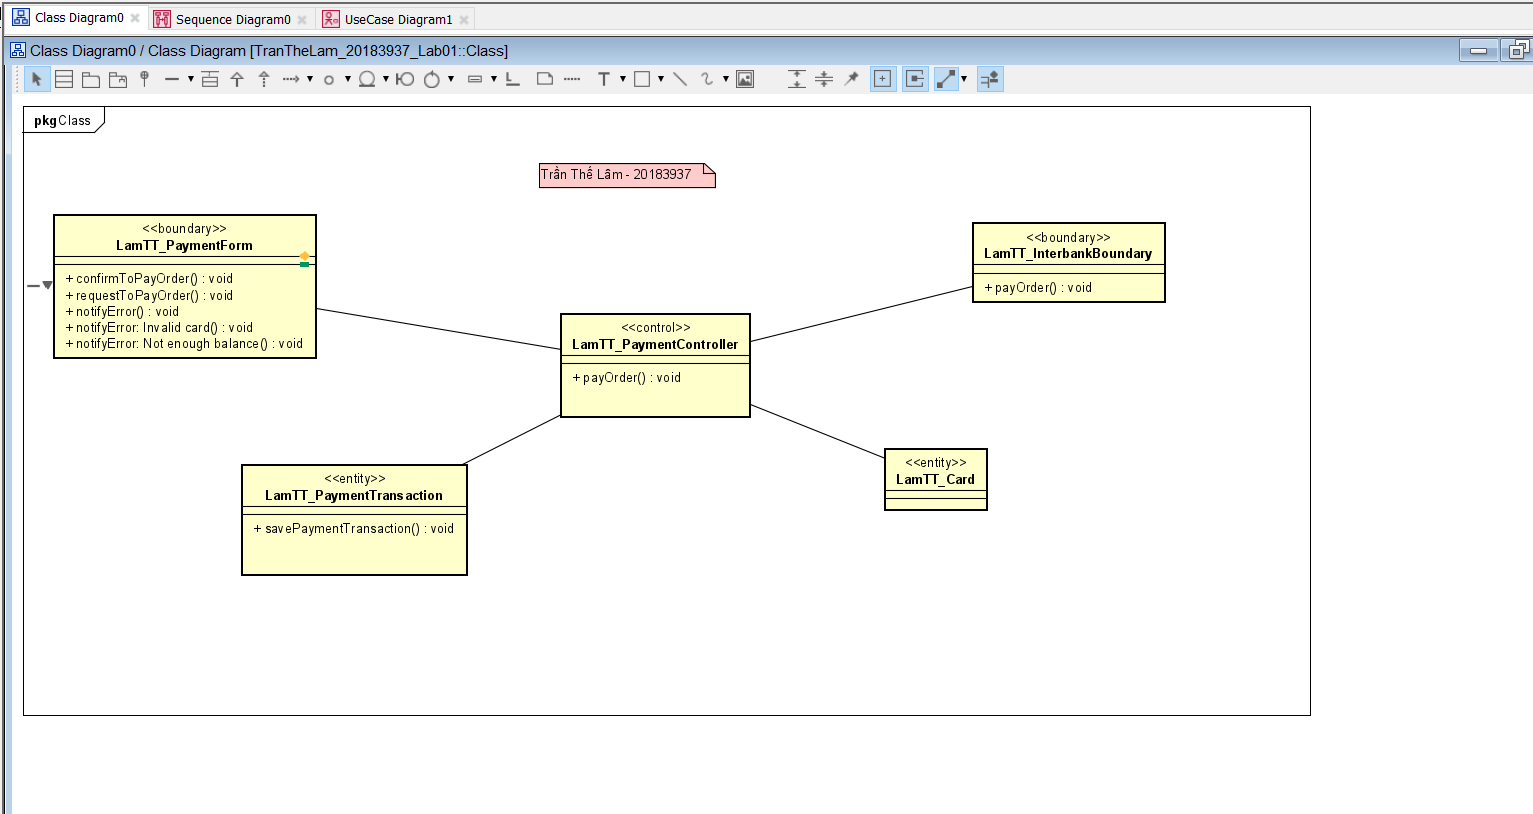 Class Diagram0
Sequence Diagram0
UseCase Diagram1
Class Diagram0 / Class Diagram [TranTheLam_20183937_Lab01::Class]
T
pkg Class
Trần Thế Lâm - 20183937
<<boundary>>
LamTT_PaymentForm
+ confirmToPayOrder() : void
+ requestToPayOrder() : void
+ notifyError() : void
+ notifyError: Invalid card() : void
+ notifyError: Not enough balance() : void
<<boundary>>
LamTT_InterbankBoundary
+ payOrder() : void
<<control>>
LamTT_PaymentController
+ payOrder() : void
<<entity>>
LamTT_PaymentTransaction
+ savePaymentTransaction() : void
<<entity>>
LamTT_Card